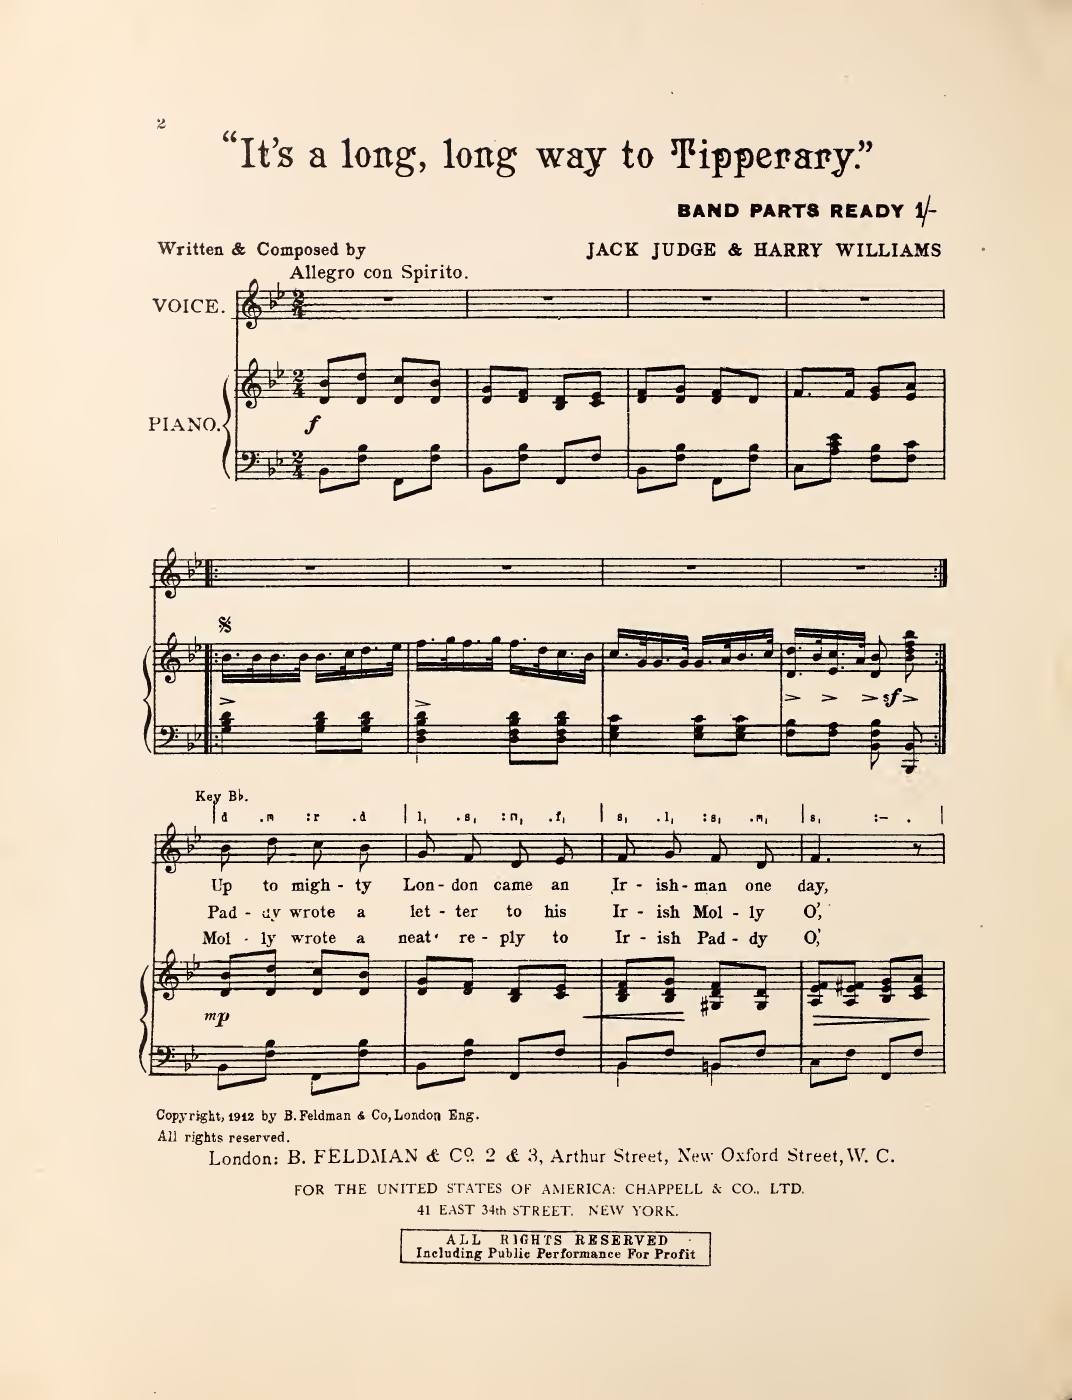 2
“It's a long, long way to Tipperary.”
BAND PARTS READY 1/-
Written & Composed by
JACK JUDGE & HARRY WILLIAMS
Allegro con Spirito.
VOICE.
PIANO.
f
sf
Key B♭.
d .m :r .d l, .s, :m, .f, s, .l, :s, .m, s, :– .
Up to migh - ty Lon - don came an Ir - ish - man one day,
Pad - dy wrote a let - ter to his Ir - ish Mol - ly O',
Mol - ly wrote a neat re - ply to Ir - ish Pad - dy O',
mp
Copyright, 1912 by B. Feldman & Co, London Eng.
All rights reserved.
London: B. FELDMAN & Co. 2 & 3, Arthur Street, New Oxford Street, W. C.
FOR THE UNITED STATES OF AMERICA: CHAPPELL & CO., LTD.
41 EAST 34th STREET. NEW YORK.
ALL RIGHTS RESERVED
Including Public Performance For Profit